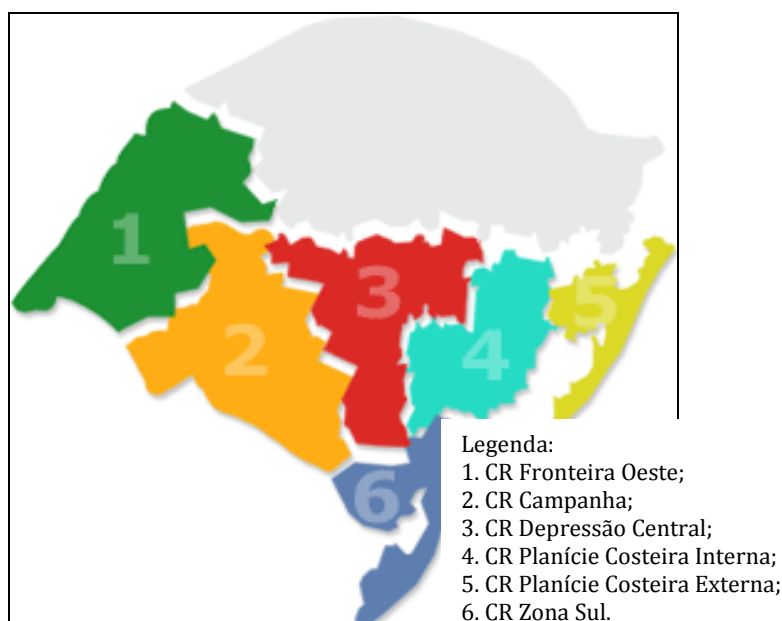 1
2
3
4
5
6
Legenda:
1. CR Fronteira Oeste;
2. CR Campanha;
3. CR Depressão Central;
4. CR Planície Costeira Interna;
5. CR Planície Costeira Externa;
6. CR Zona Sul.